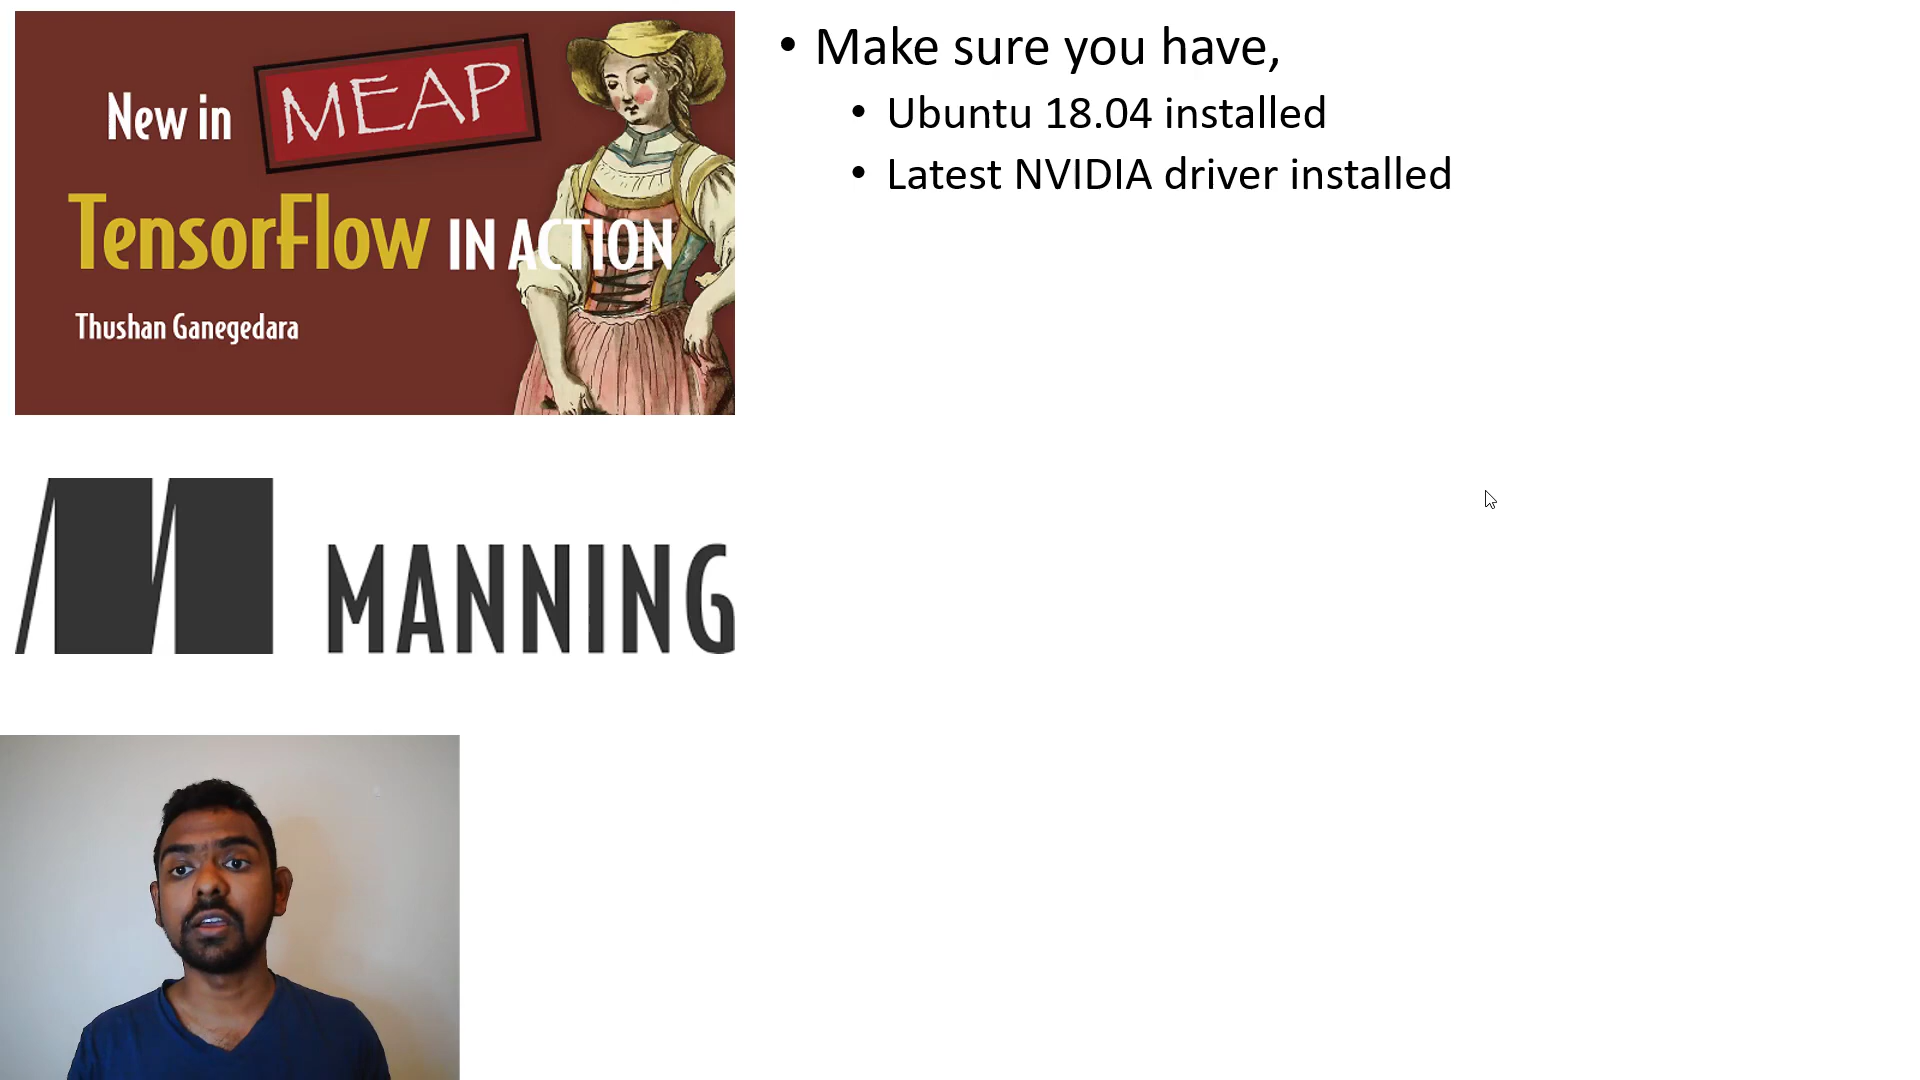 New in MEAP
TensorFlow IN ACTION
Thushan Ganegedara
MANNING
• Make sure you have,
• Ubuntu 18.04 installed
• Latest NVIDIA driver installed